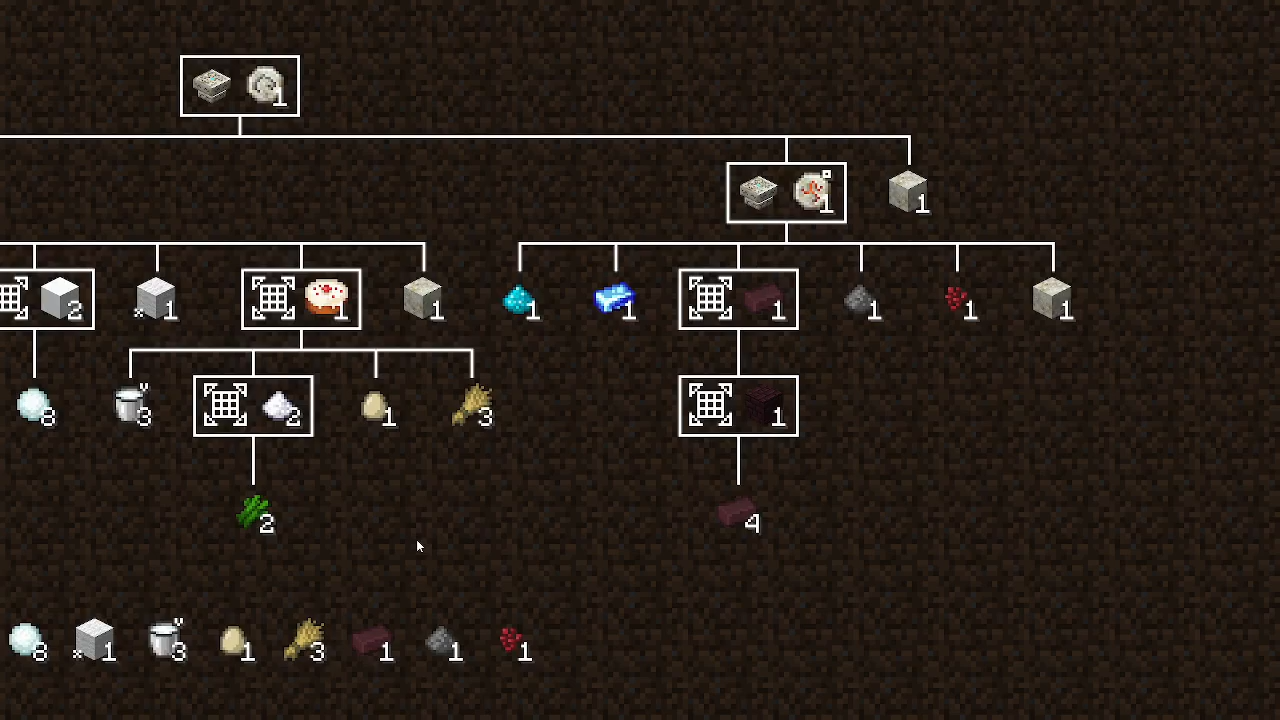 1
1 1
2 1 1 1 1 1 1 1 1 1
8 3 2 1 3 1
2 4
8 1 3 1 3 1 1 1